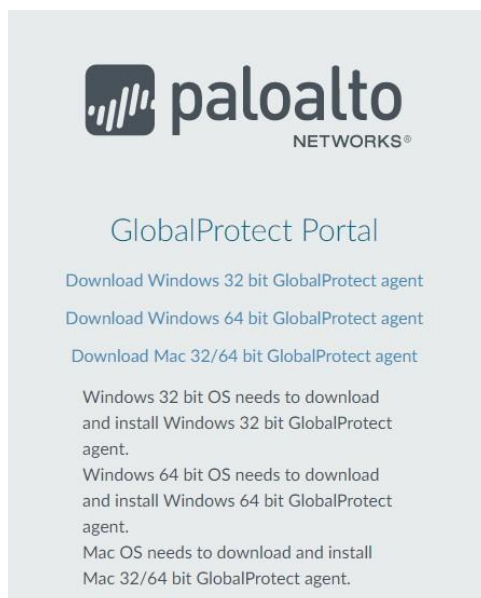 paloalto
NETWORKS®
GlobalProtect Portal
Download Windows 32 bit GlobalProtect agent
Download Windows 64 bit GlobalProtect agent
Download Mac 32/64 bit GlobalProtect agent
Windows 32 bit OS needs to download
and install Windows 32 bit GlobalProtect
agent.
Windows 64 bit OS needs to download
and install Windows 64 bit GlobalProtect
agent.
Mac OS needs to download and install
Mac 32/64 bit GlobalProtect agent.